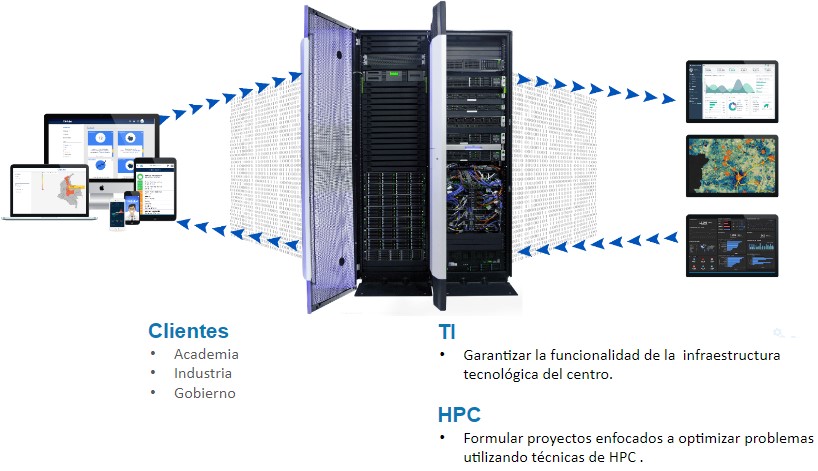 Clientes
• Academia
• Industria
• Gobierno
TI
• Garantizar la funcionalidad de la infraestructura
tecnológica del centro.
HPC
• Formular proyectos enfocados a optimizar problemas
utilizando técnicas de HPC .